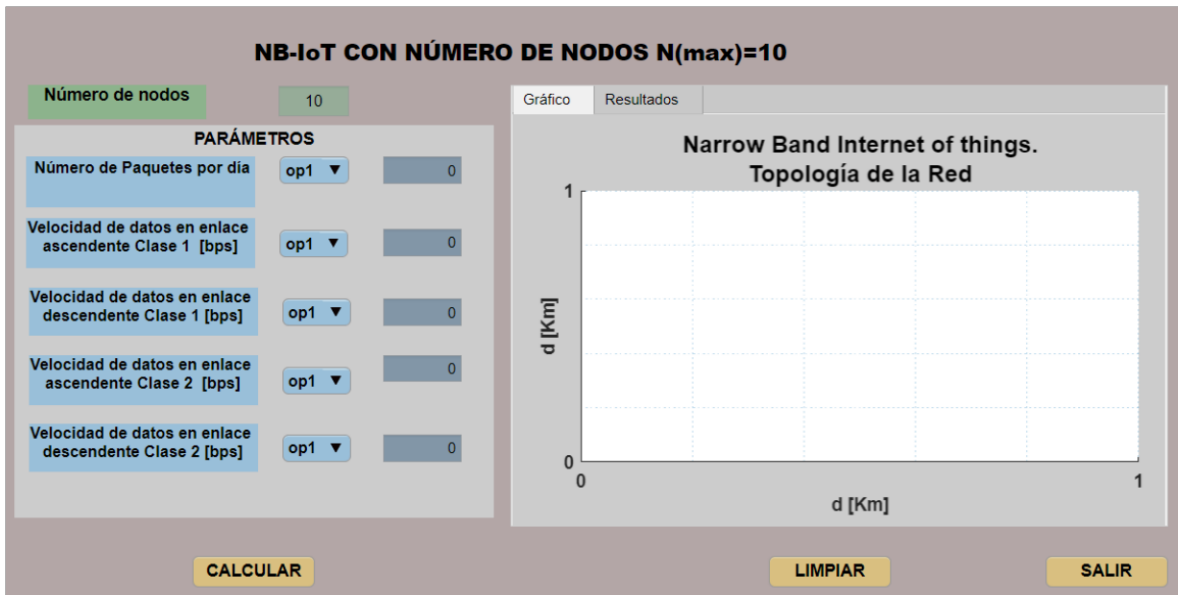 NB-IoT CON NÚMERO DE NODOS N(max)=10
Número de nodos
10
PARÁMETROS
Número de Paquetes por día
op1
0
Velocidad de datos en enlace
ascendente Clase 1 [bps]
op1
0
Velocidad de datos en enlace
descendente Clase 1 [bps]
op1
0
Velocidad de datos en enlace
ascendente Clase 2 [bps]
op1
0
Velocidad de datos en enlace
descendente Clase 2 [bps]
op1
0
CALCULAR
Gráfico
Resultados
Narrow Band Internet of things.
Topología de la Red
1
d [Km]
0
0
1
d [Km]
LIMPIAR
SALIR